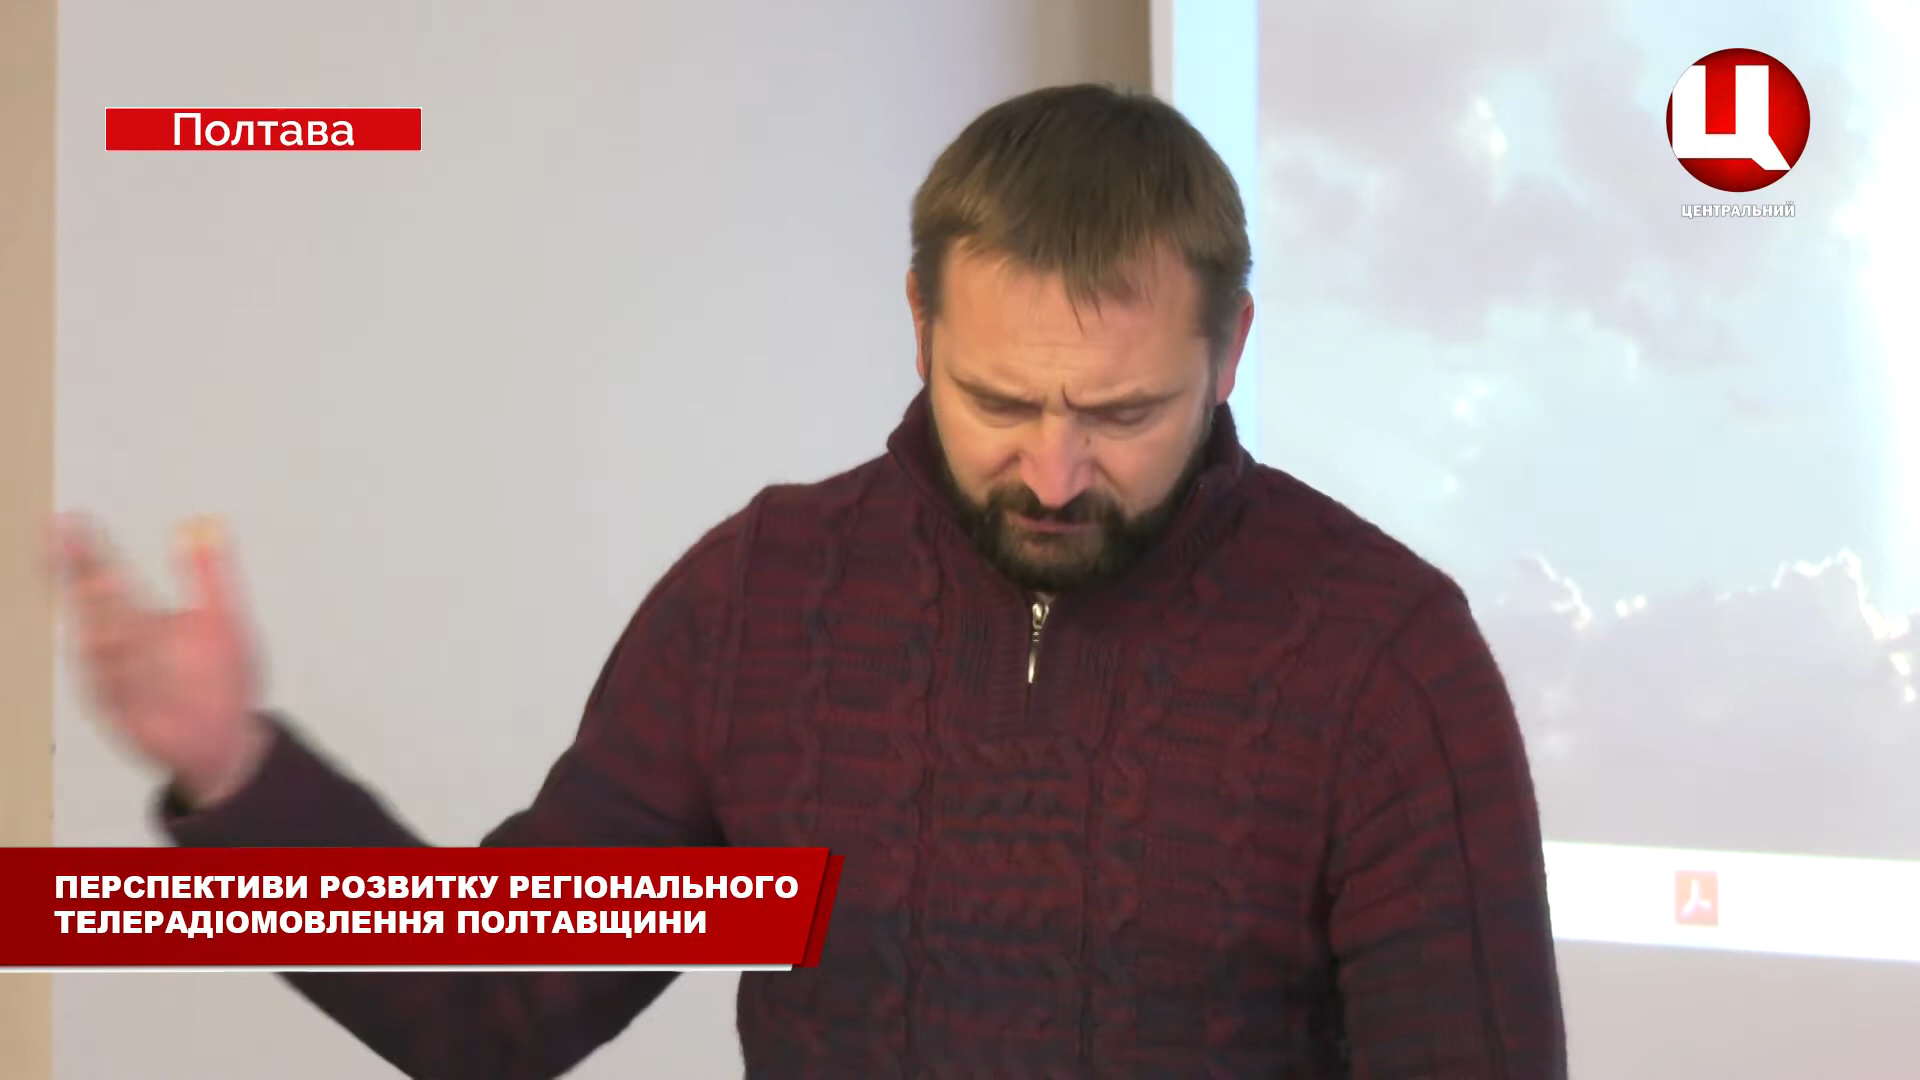 Полтава
Ц
ЦЕНТРАЛЬНИЙ
ПЕРСПЕКТИВИ РОЗВИТКУ РЕГІОНАЛЬНОГО
ТЕЛЕРАДІОМОВЛЕННЯ ПОЛТАВЩИНИ